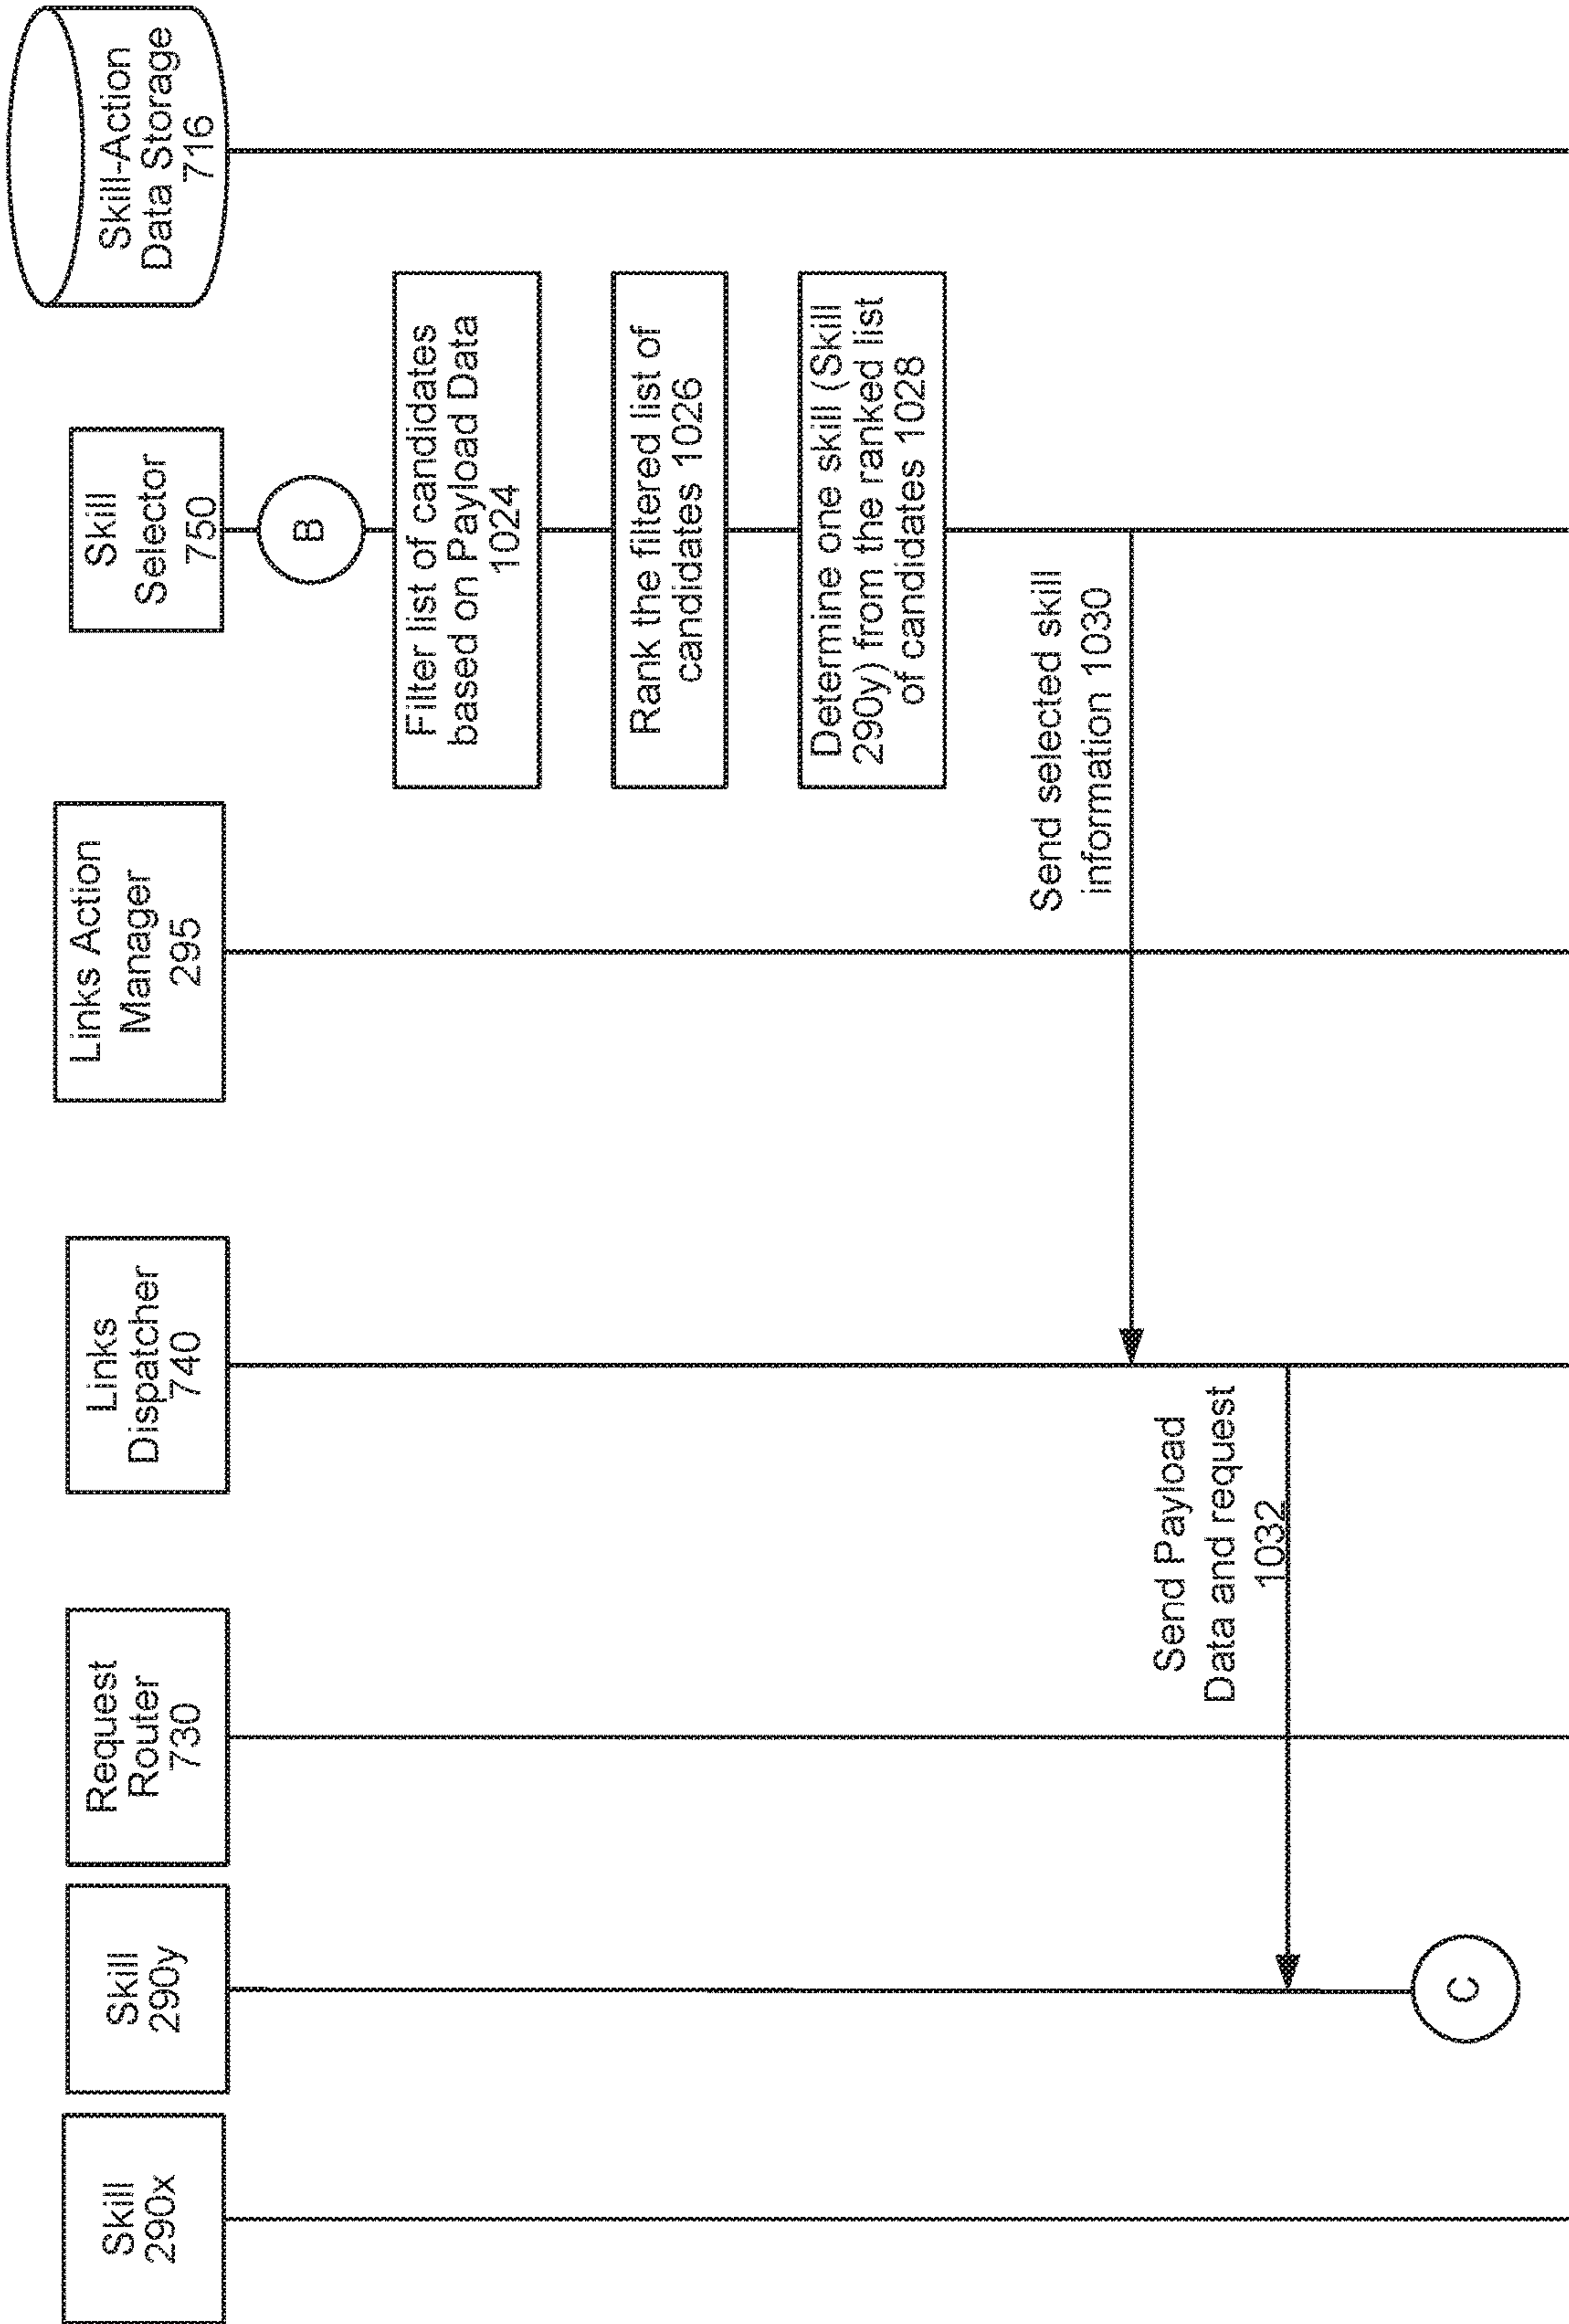 Skill
290x
Skill
290y
Request
Router
730
Links
Dispatcher
740
Links Action
Manager
295
Skill
Selector
750
Skill-Action
Data Storage
716
B
Filter list of candidates
based on Payload Data
1024
Rank the filtered list of
candidates 1026
Determine one skill (Skill
290y) from the ranked list
of candidates 1028
Send selected skill
information 1030
Send Payload
Data and request
1032
C